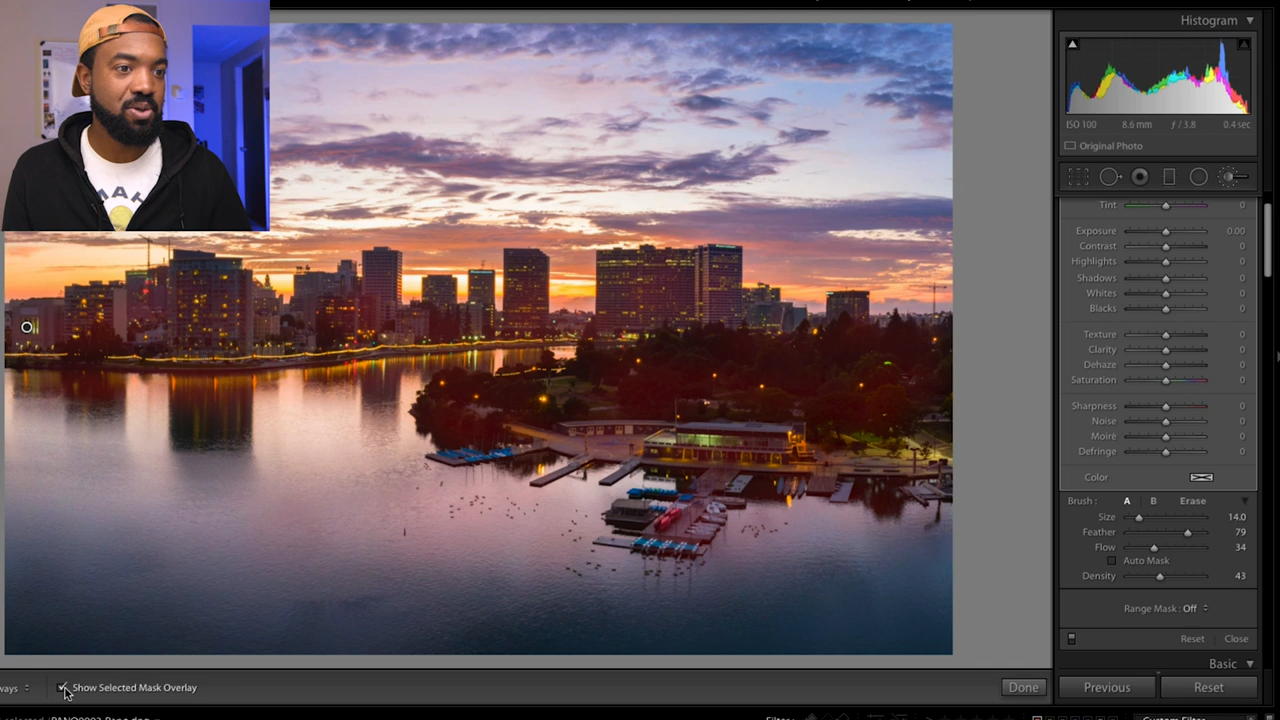 Histogram
ISO 100 8.6 mm ƒ / 3.8 0.4 sec
Original Photo
Tint 0
Exposure 0.00
Contrast 0
Highlights 0
Shadows 0
Whites 0
Blacks 0
Texture 0
Clarity 0
Dehaze 0
Saturation 0
Sharpness 0
Noise 0
Moiré 0
Defringe 0
Color
Brush : A B Erase
Size 14.0
Feather 79
Flow 34
Auto Mask
Density 43
Range Mask : Off
Reset Close
Basic
ways Show Selected Mask Overlay Done Previous Reset